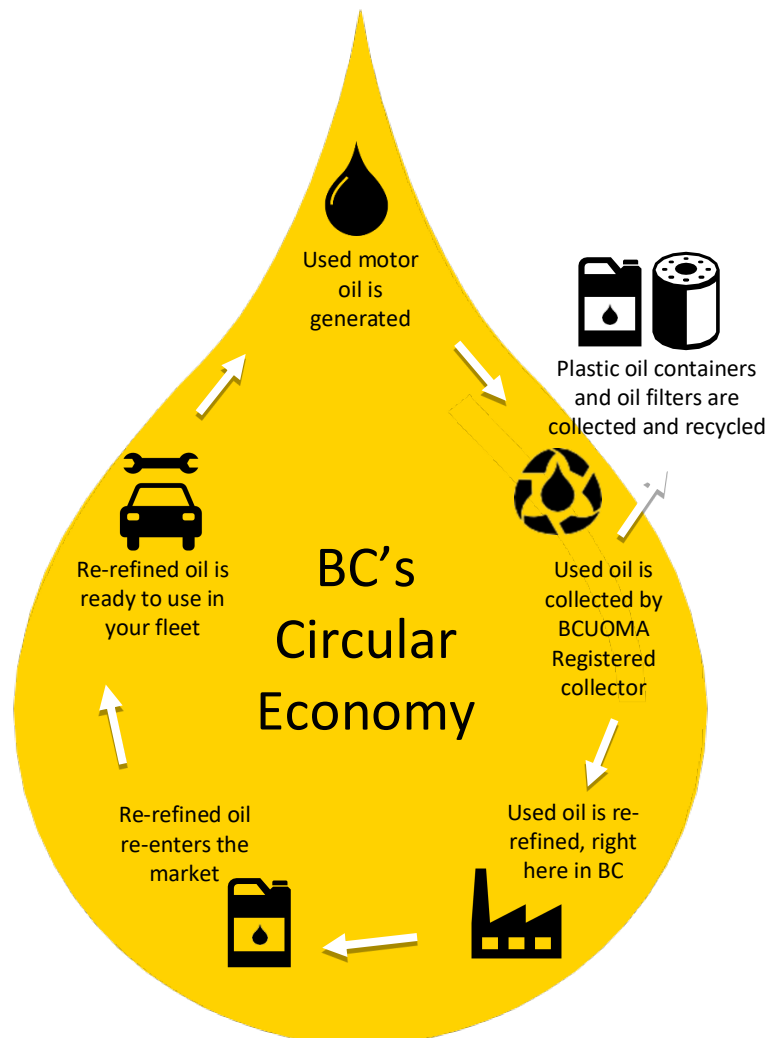 Used motor
oil is
generated
Plastic oil containers
and oil filters are
collected and recycled
Used oil is
collected by
BCUOMA
Registered
collector
Used oil is re-
refined, right
here in BC
Re-refined oil
re-enters the
market
Re-refined oil is
ready to use in
your fleet
BC’s
Circular
Economy